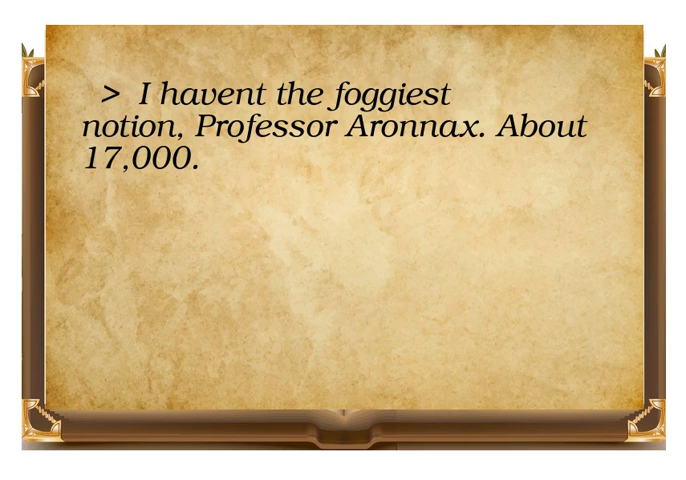 > I havent the foggiest
notion, Professor Aronnax. About
17,000.